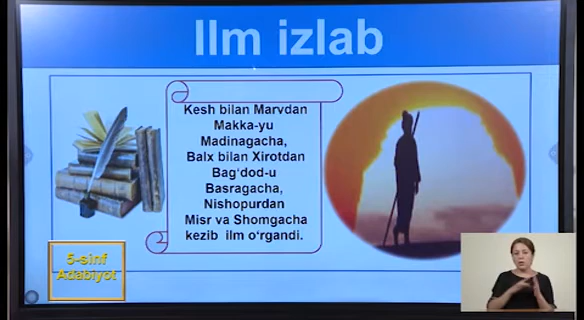 Ilm izlab
Kesh bilan Marvdan
Makka-yu
Madinagacha,
Balx bilan Xirotdan
Bag‘dod-u
Basragacha,
Nishopurdan
Misr va Shomgacha
kezib ilm o‘rgandi.
5-sinf
Adabiyot